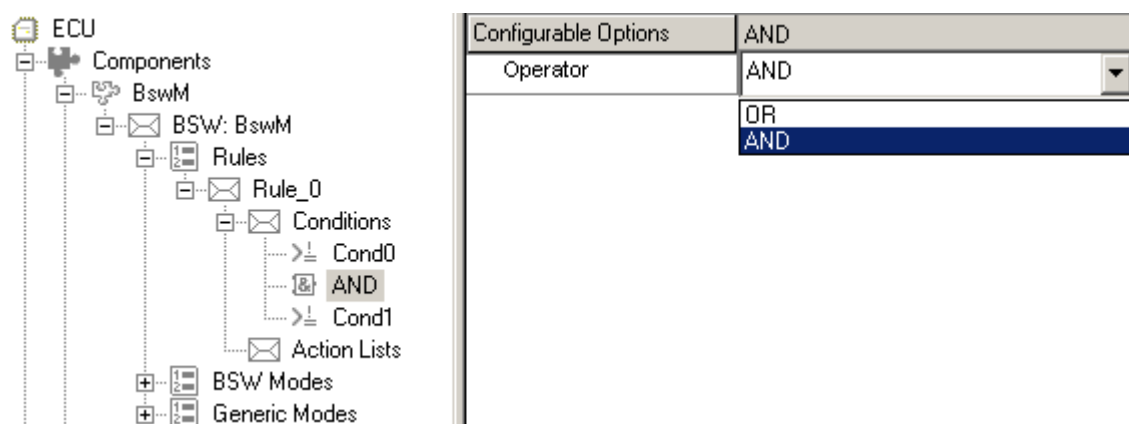 ECU
Components
BswM
BSW: BswM
Rules
Rule_0
Conditions
Cond0
AND
Cond1
Action Lists
BSW Modes
Generic Modes
Configurable Options AND
Operator AND
OR
AND